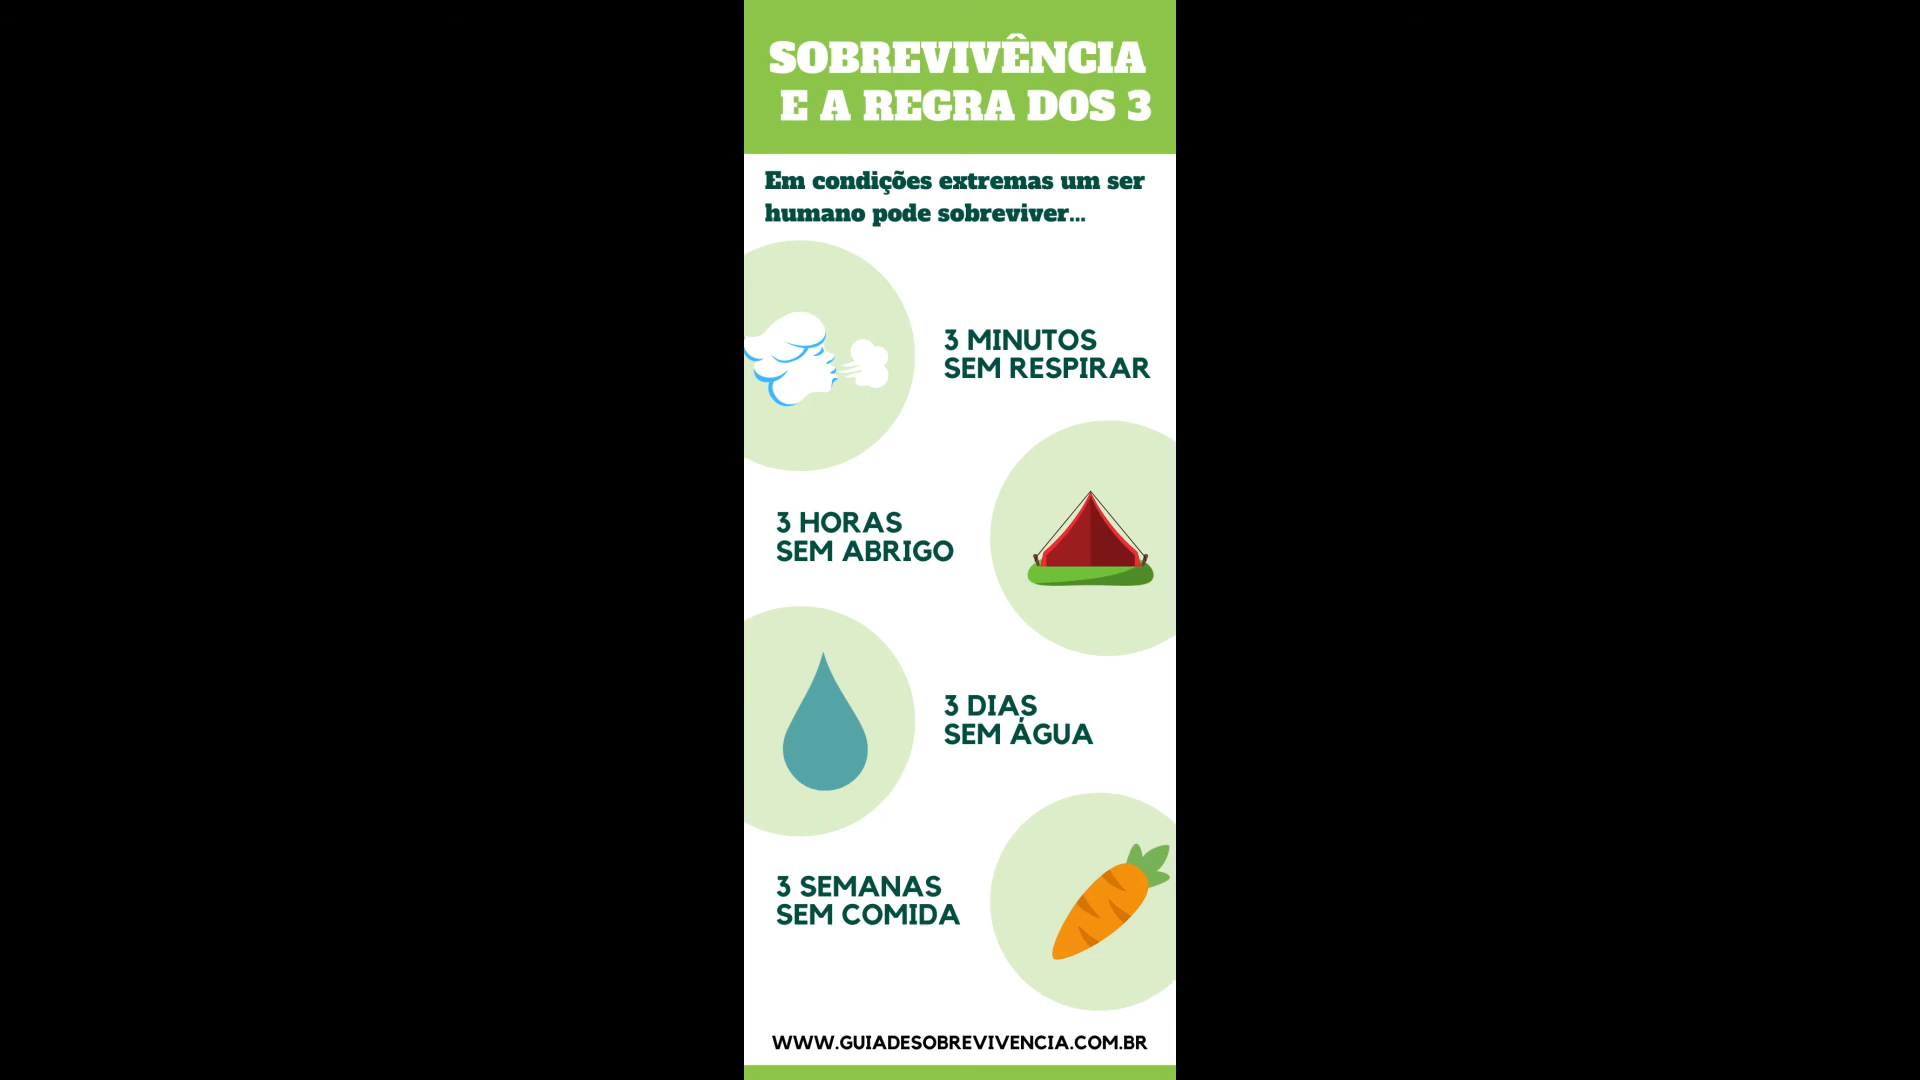 SOBREVIVÊNCIA
E A REGRA DOS 3
Em condições extremas um ser
humano pode sobreviver...
3 MINUTOS
SEM RESPIRAR
3 HORAS
SEM ABRIGO
3 DIAS
SEM ÁGUA
3 SEMANAS
SEM COMIDA
WWW.GUIADESOBREVIVENCIA.COM.BR